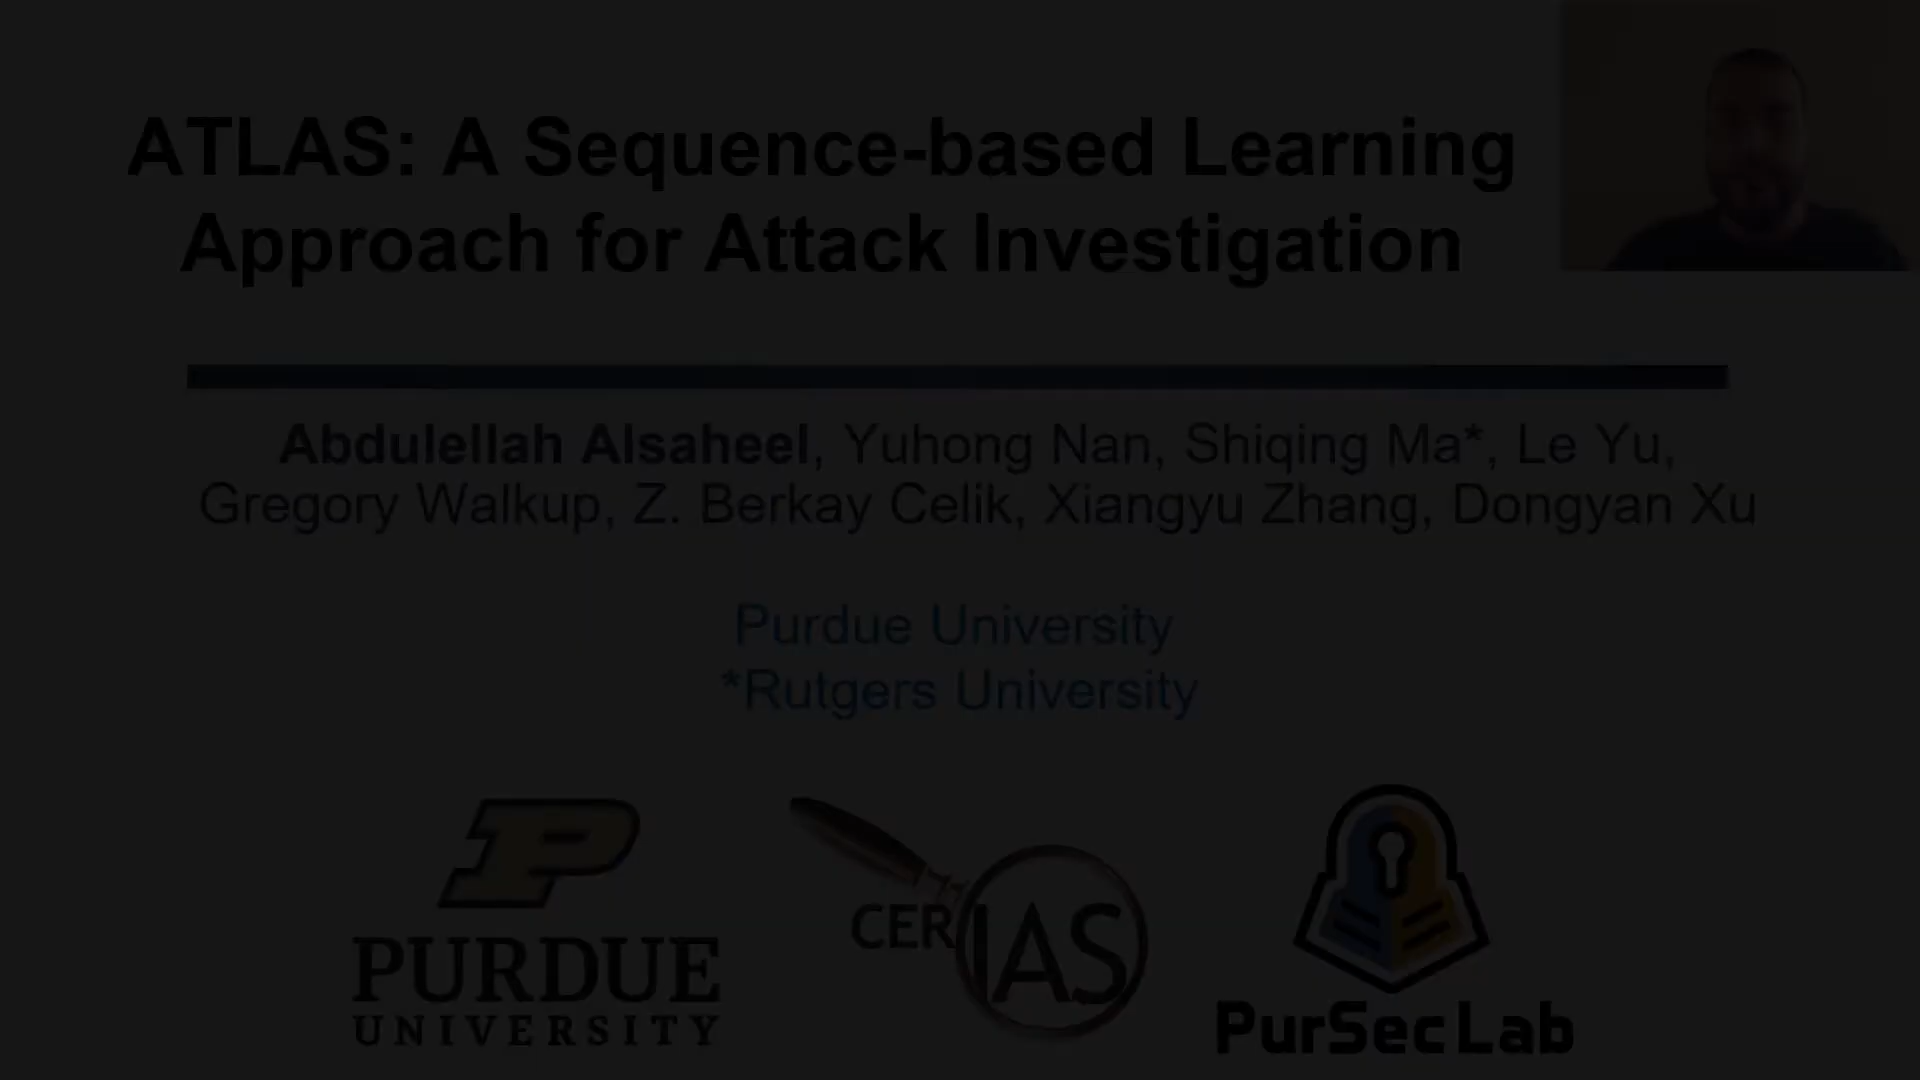 ATLAS: A Sequence-based Learning
Approach for Attack Investigation
Abdulellah Alsaheel, Yuhong Nan, Shiqing Ma*, Le Yu,
Gregory Walkup, Z. Berkay Celik, Xiangyu Zhang, Dongyan Xu
Purdue University
*Rutgers University
PURDUE
UNIVERSITY
CERIAS
PurSecLab